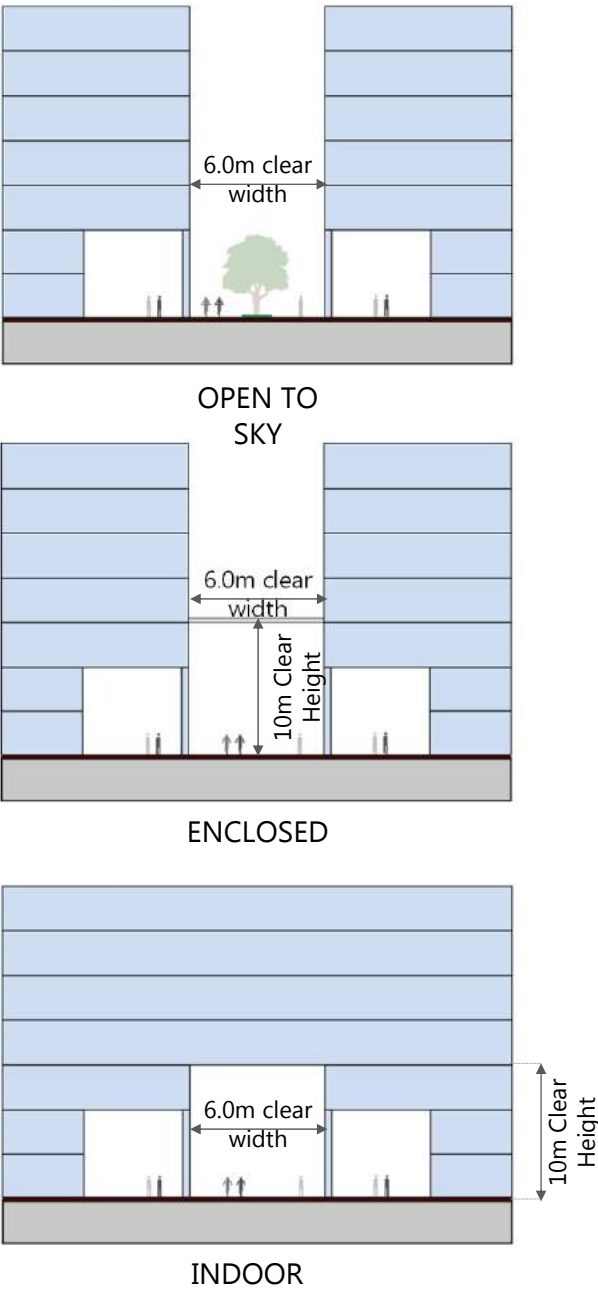 6.0m clear
width
OPEN TO
SKY
6.0m clear
width
10m Clear
Height
ENCLOSED
6.0m clear
width
10m Clear
Height
INDOOR